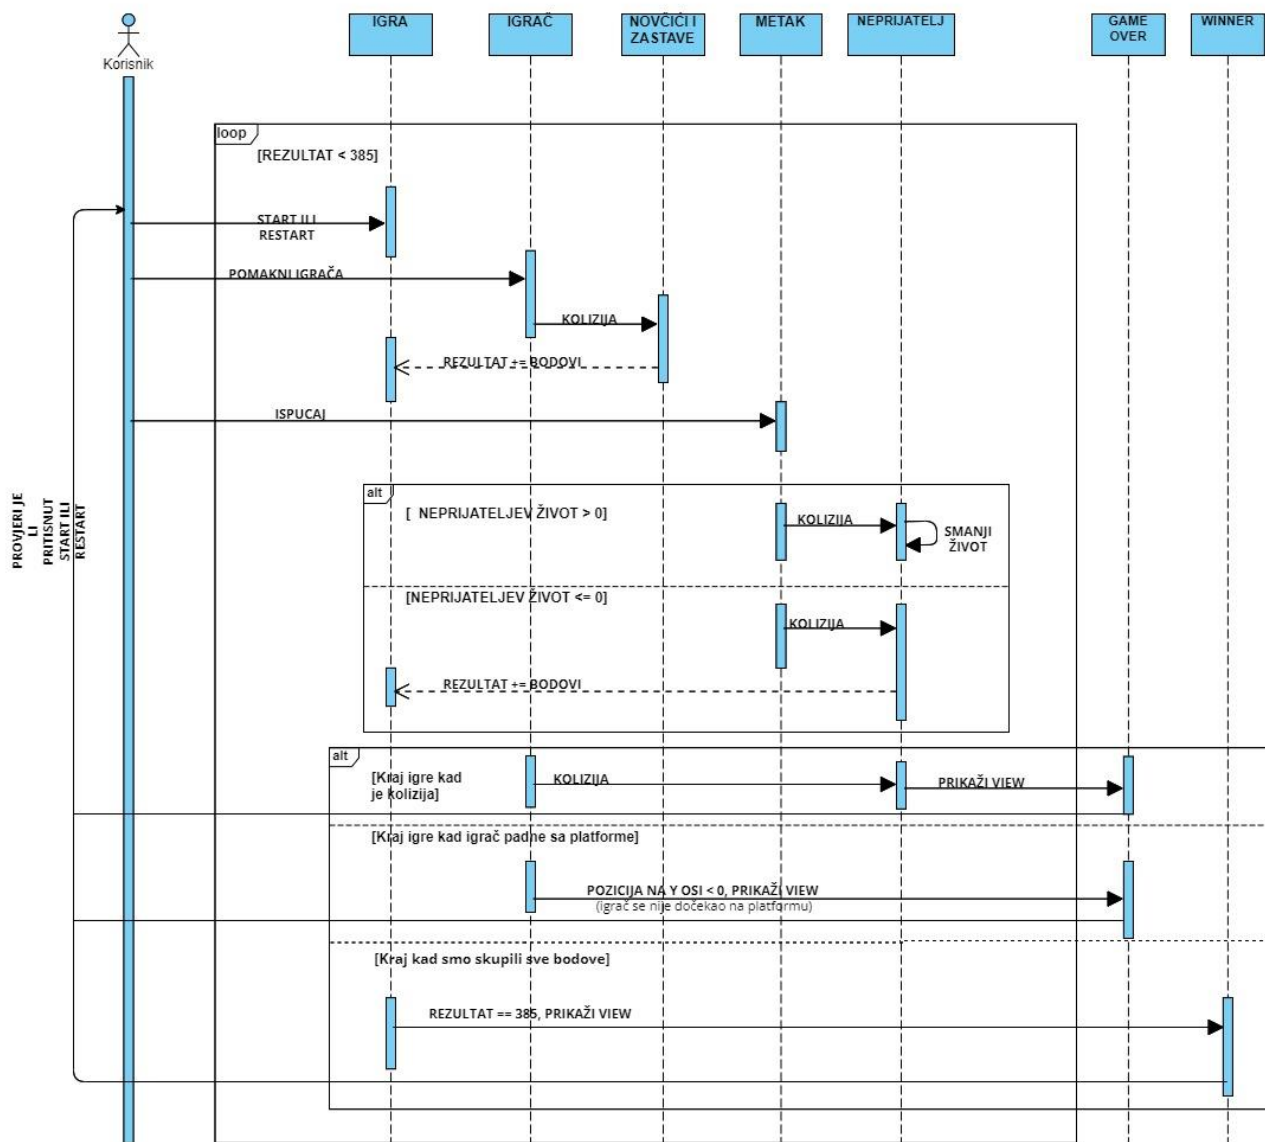 Korisnik
IGRA
IGRAČ
NOVČIĆI I
ZASTAVE
METAK
NEPRIJATELJ
GAME
OVER
WINNER
loop
[REZULTAT < 385]
START ILI
RESTART
POMAKNI IGRAČA
KOLIZIJA
REZULTAT += BODOVI
ISPUCAJ
PROVJERI JE
LI
PRITISNUT
START ILI
RESTART
alt
[ NEPRIJATELJEV ŽIVOT > 0]
KOLIZIJA
SMANJI
ŽIVOT
[NEPRIJATELJEV ŽIVOT <= 0]
KOLIZIJA
REZULTAT += BODOVI
alt
[Kraj igre kad
je kolizija]
KOLIZIJA
PRIKAŽI VIEW
[Kraj igre kad igrač padne sa platforme]
POZICIJA NA Y OSI < 0, PRIKAŽI VIEW
(igrač se nije dočekao na platformu)
[Kraj kad smo skupili sve bodove]
REZULTAT == 385, PRIKAŽI VIEW